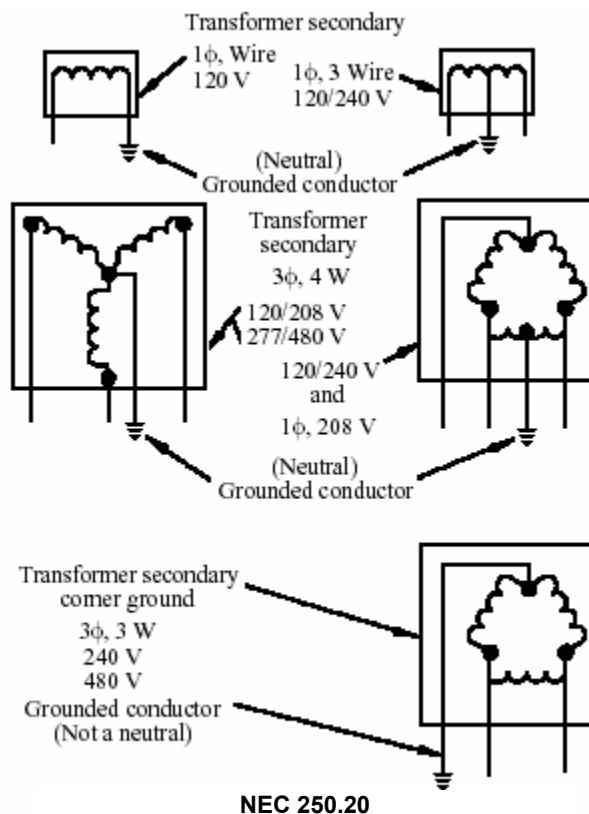 Transformer secondary
1ϕ, Wire
120 V
1ϕ, 3 Wire
120/240 V
(Neutral)
Grounded conductor
Transformer
secondary
3ϕ, 4 W
120/208 V
277/480 V
120/240 V
and
1ϕ, 208 V
(Neutral)
Grounded conductor
Transformer secondary
corner ground
3ϕ, 3 W
240 V
480 V
Grounded conductor
(Not a neutral)
NEC 250.20